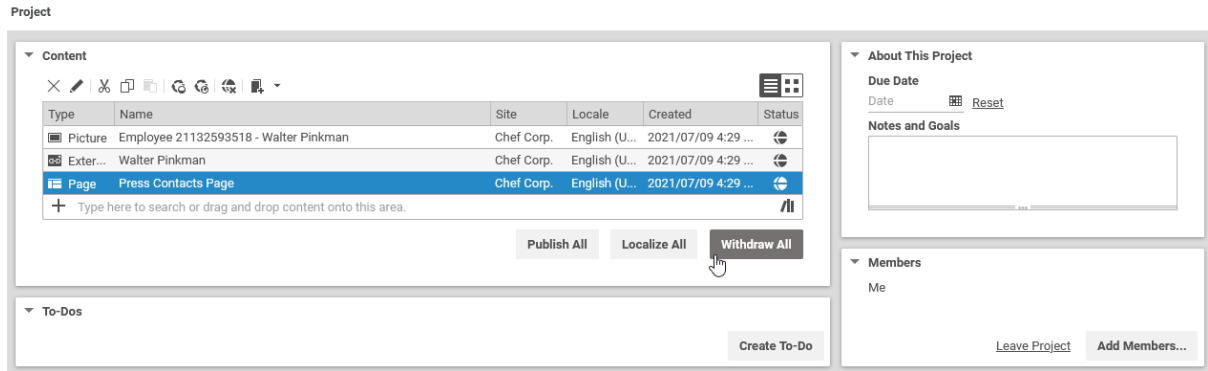 Project
Content
Type Name Site Locale Created Status
Picture Employee 21132593518 - Walter Pinkman Chef Corp. English (U... 2021/07/09 4:29 ...
Exter... Walter Pinkman Chef Corp. English (U... 2021/07/09 4:29 ...
Page Press Contacts Page Chef Corp. English (U... 2021/07/09 4:29 ...
Type here to search or drag and drop content onto this area.
Publish All Localize All Withdraw All
To-Dos
Create To-Do
About This Project
Due Date
Date Reset
Notes and Goals
Members
Me
Leave Project Add Members...